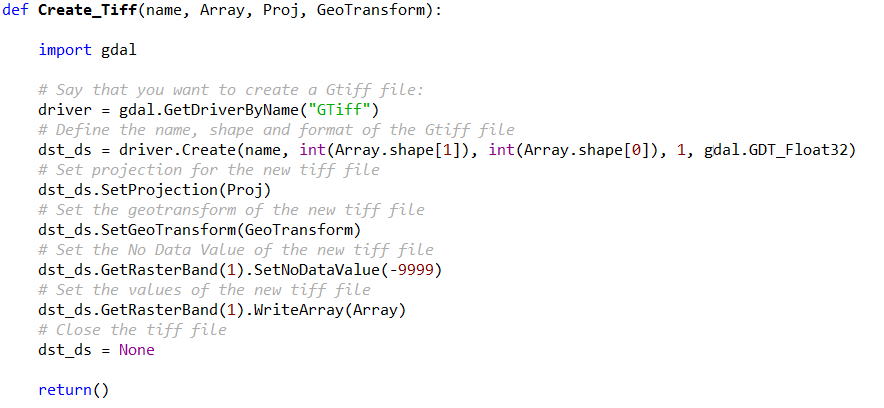 def Create_Tiff(name, Array, Proj, GeoTransform):
import gdal
# Say that you want to create a Gtiff file:
driver = gdal.GetDriverByName("GTiff")
# Define the name, shape and format of the Gtiff file
dst_ds = driver.Create(name, int(Array.shape[1]), int(Array.shape[0]), 1, gdal.GDT_Float32)
# Set projection for the new tiff file
dst_ds.SetProjection(Proj)
# Set the geotransform of the new tiff file
dst_ds.SetGeoTransform(GeoTransform)
# Set the No Data Value of the new tiff file
dst_ds.GetRasterBand(1).SetNoDataValue(-9999)
# Set the values of the new tiff file
dst_ds.GetRasterBand(1).WriteArray(Array)
# Close the tiff file
dst_ds = None
return()